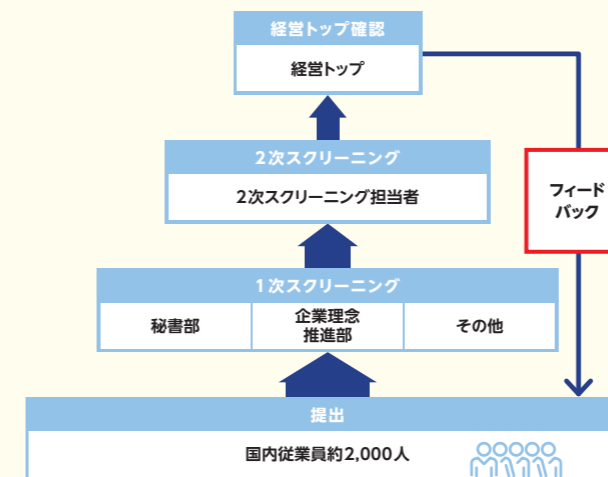 経営トップ確認
経営トップ
2次スクリーニング
2次スクリーニング担当者
フィード
バック
1次スクリーニング
秘書部
企業理念
推進部
その他
提出
国内従業員約2,000人